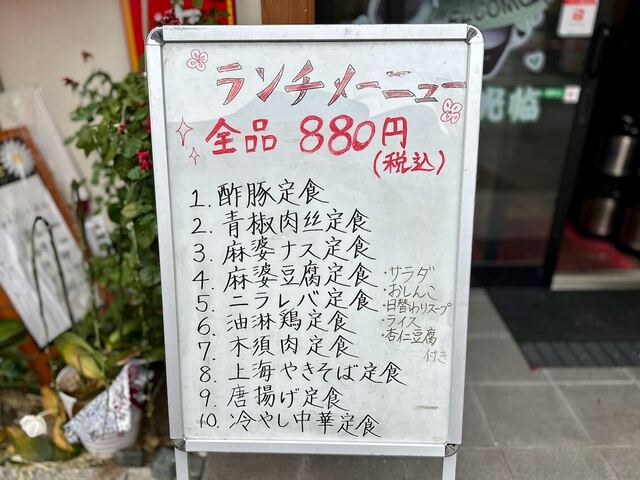 ランチメーニュー
全品 880円
(税込)
1. 酢豚定食
2. 青椒肉丝定食
3. 麻婆ナス定食
4. 麻婆豆腐定食
5. ニラレバ定食
6. 油淋鶏定食
7. 木須肉定食
8. 上海やきそば定食
9. 唐揚げ定食
10. 冷やし中華定食
・サラダ
・おしんこ
・日替わりスープ
・ライス
・杏仁豆腐
付き
光临